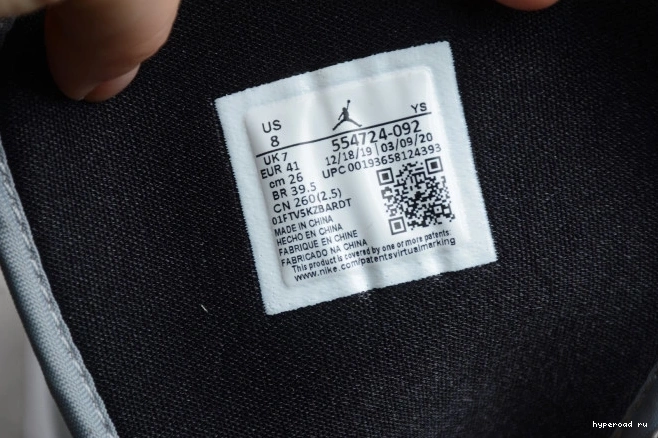 US YS
8
UK 7 554724-092
EUR 41 12/18/19 03/09/20
cm 26 UPC 00193658124393
BR 39.5
CN 260(2.5)
01FTV5KZBARDT
MADE IN CHINA
HECHO EN CHINA
FABRIQUE EN CHINE
FABRICADO NA CHINA
This product is covered by one or more patents
www.nike.com/patentsvirtualmarking
hyperoad ru